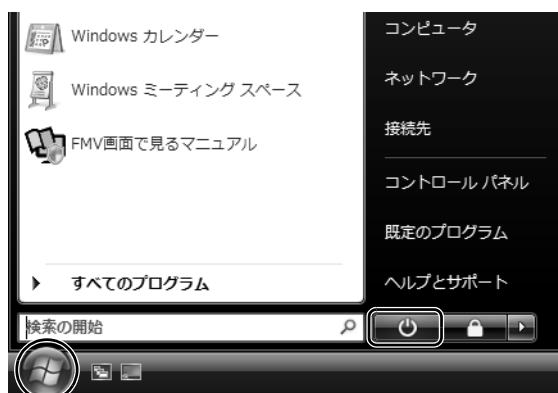 Windows カレンダー
Windows ミーティング スペース
FMV画面で見るマニュアル
すべてのプログラム
検索の開始
コンピュータ
ネットワーク
接続先
コントロール パネル
既定のプログラム
ヘルプとサポート